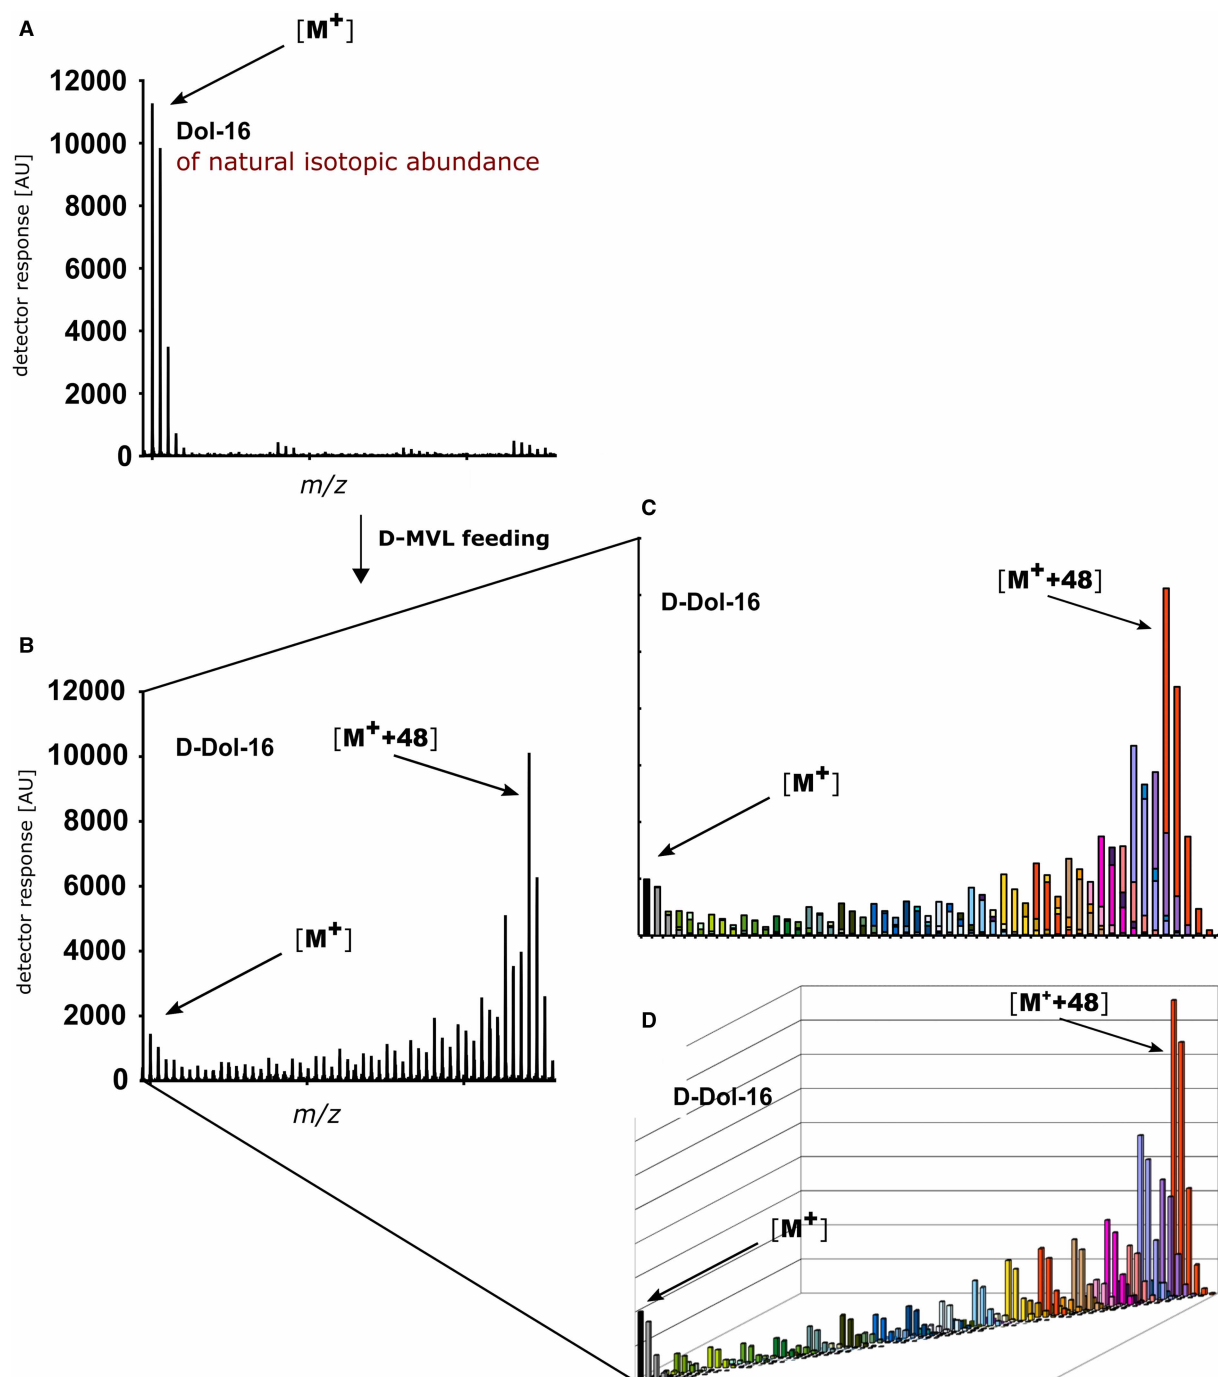 A
[M+]
12000
10000
8000
6000
4000
2000
0
detector response [AU]
Dol-16
of natural isotopic abundance
m/z
D-MVL feeding
B
12000
10000
8000
6000
4000
2000
0
detector response [AU]
D-Dol-16
[M++48]
[M+]
m/z
C
D-Dol-16
[M++48]
[M+]
D
[M++48]
D-Dol-16
[M+]